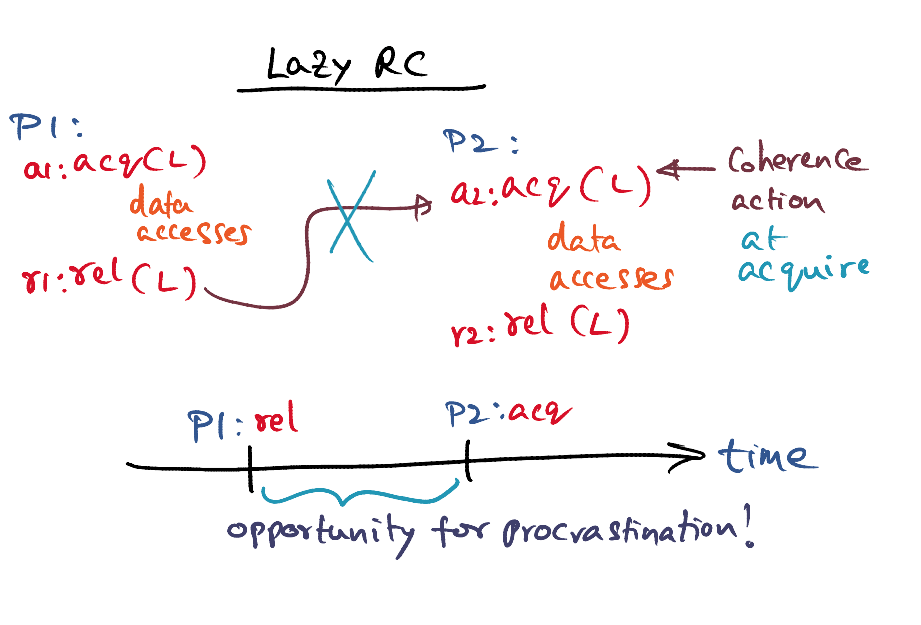 Lazy RC
P1:
a1:acq(L)
data
accesses
r1:rel(L)
P2:
a2:acq(L)
data
accesses
r2:rel(L)
Coherence
action
at
acquire
P1:rel
P2:acq
time
opportunity for procrastination!